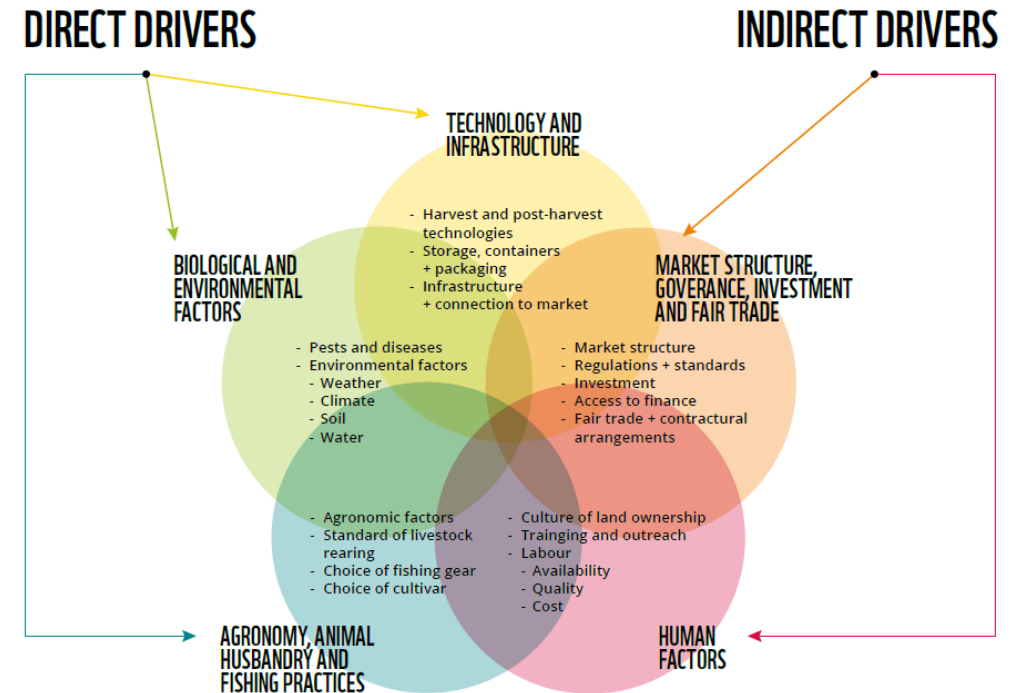 DIRECT DRIVERS
INDIRECT DRIVERS
TECHNOLOGY AND
INFRASTRUCTURE
- Harvest and post-harvest
technologies
- Storage, containers
+ packaging
- Infrastructure
+ connection to market
BIOLOGICAL AND
ENVIRONMENTAL
FACTORS
- Pests and diseases
- Environmental factors
- Weather
- Climate
- Soil
- Water
MARKET STRUCTURE,
GOVERANCE, INVESTMENT
AND FAIR TRADE
- Market structure
- Regulations + standards
- Investment
- Access to finance
- Fair trade + contractural
arrangements
- Agronomic factors
- Standard of livestock
rearing
- Choice of fishing gear
- Choice of cultivar
AGRONOMY, ANIMAL
HUSBANDRY AND
FISHING PRACTICES
- Culture of land ownership
- Trainging and outreach
- Labour
- Availability
- Quality
- Cost
HUMAN
FACTORS